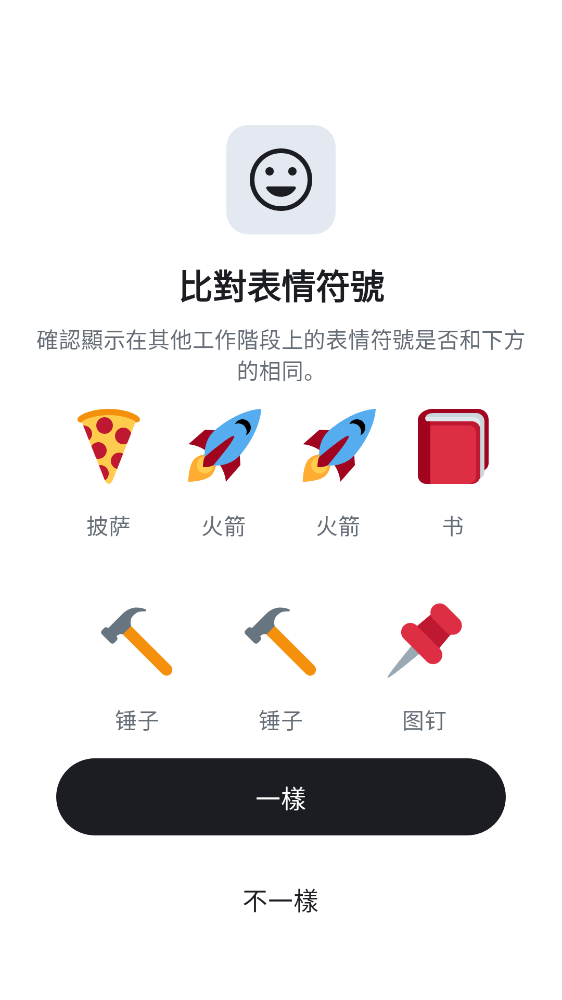 比對表情符號
確認顯示在其他工作階段上的表情符號是否和下方
的相同。
披萨 火箭 火箭 书
锤子 锤子 图钉
一樣
不一樣